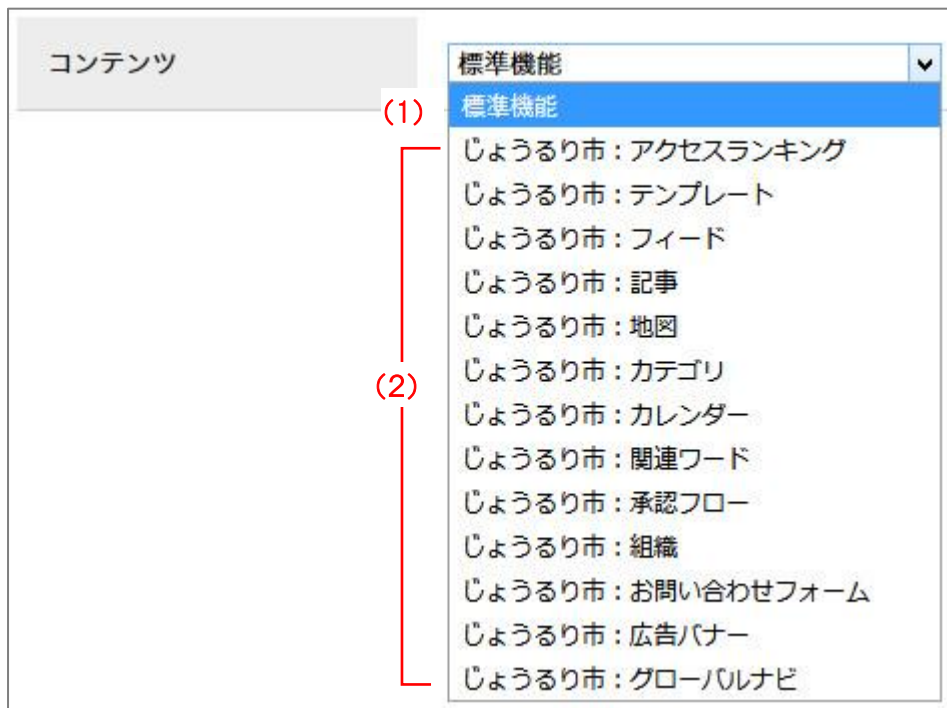 コンテンツ
標準機能
(1)
標準機能
じょうるり市：アクセスランキング
じょうるり市：テンプレート
じょうるり市：フィード
じょうるり市：記事
じょうるり市：地図
(2)
じょうるり市：カテゴリ
じょうるり市：カレンダー
じょうるり市：関連ワード
じょうるり市：承認フロー
じょうるり市：組織
じょうるり市：お問い合わせフォーム
じょうるり市：広告バナー
じょうるり市：グローバルナビ